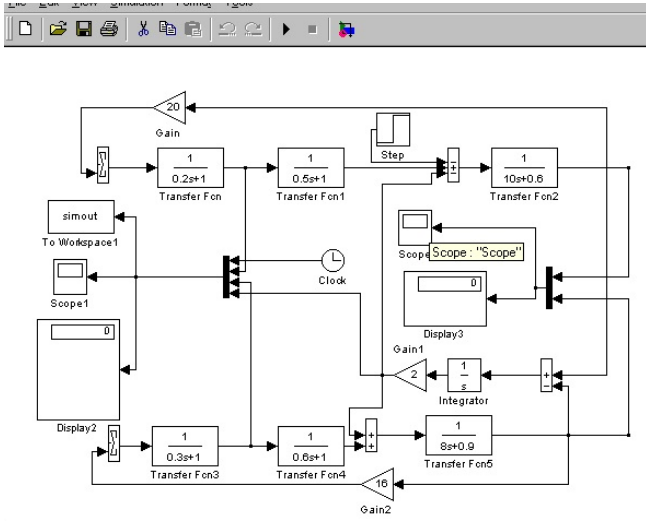 File Edit View Simulation Format Tools
20
Gain
Step
1
0.2s+1
Transfer Fcn
1
0.5s+1
Transfer Fcn1
1
10s+0.6
Transfer Fcn2
simout
To Workspace1
Scope
Scope : "Scope"
Clock
Scope1
0
Display3
0
Display2
Gain1
2
1
s
Integrator
1
0.3s+1
Transfer Fcn3
1
0.6s+1
Transfer Fcn4
1
8s+0.9
Transfer Fcn5
16
Gain2